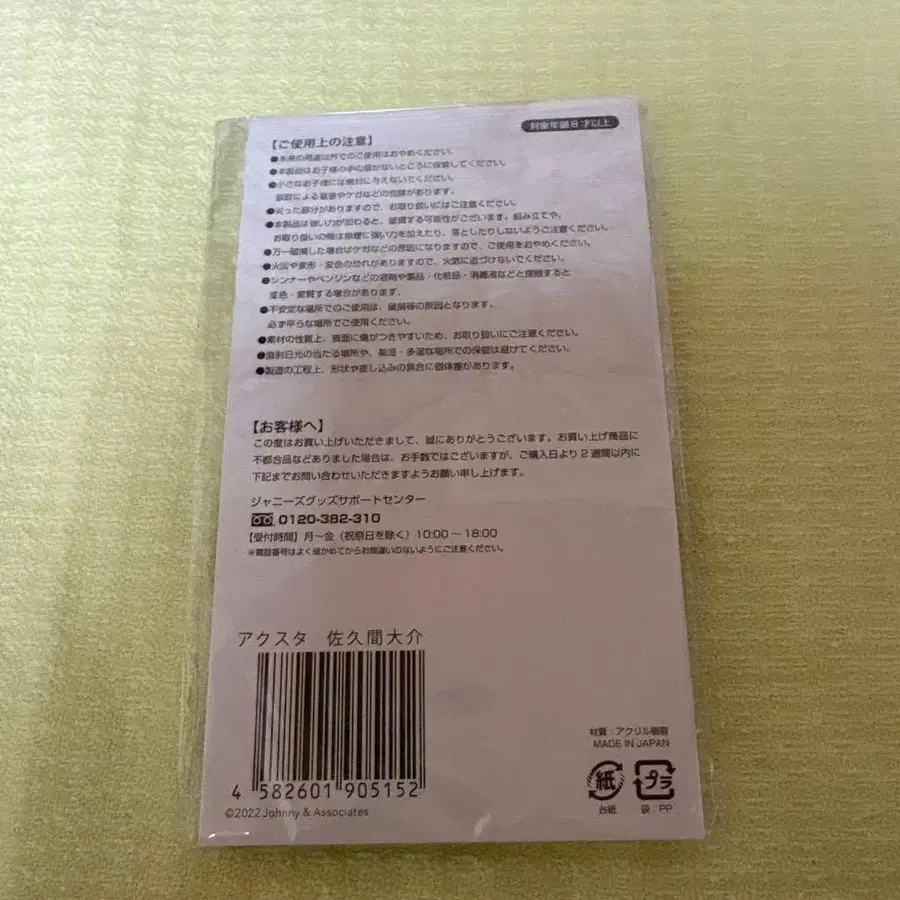 対象年齢8才以上
【ご使用上の注意】
●本来の用途以外でのご使用はおやめください。
●本製品はお子様の手の届かないところに保管してください。
●小さなお子様には絶対に与えないでください。
誤飲による窒息やケガなどの危険があります。
●尖った部分がありますので、お取り扱いにはご注意ください。
●本製品は強い力が加わると、破損する可能性がございます。組み立てや、
お取り扱いの際は無理に強い力を加えたり、落としたりしないようご注意ください。
●万一破損した場合はケガなどの原因になりますので、ご使用をおやめください。
●火災や変形・変色の恐れがありますので、火気に近づけないでください。
●シンナーやベンジンなどの溶剤や薬品・化粧品・消毒液などと接触すると
変色・変質する場合があります。
●不安定な場所でのご使用は、破損等の原因となります。
必ず平らな場所でご使用ください。
●素材の性質上、表面に傷がつきやすいため、お取り扱いにご注意ください。
●直射日光の当たる場所や、高温・多湿な場所での保管は避けてください。
●製造の工程上、形状や差し込みの具合に個体差があります。
【お客様へ】
この度はお買い上げいただきまして、誠にありがとうございます。お買い上げ商品に
不都合品などありました場合は、お手数ではございますが、ご購入日より2週間以内に
下記までお問い合わせいただきますようお願い申し上げます。
ジャニーズグッズサポートセンター
0120-382-310
【受付時間】月〜金（祝祭日を除く）10:00〜18:00
※電話番号はよく確かめてからお間違いのないようにご注意ください。
アクスタ 佐久間大介
4 582601 905152
©2022 Johnny & Associates
材質：アクリル樹脂
MADE IN JAPAN
紙 プラ
台紙 袋：PP